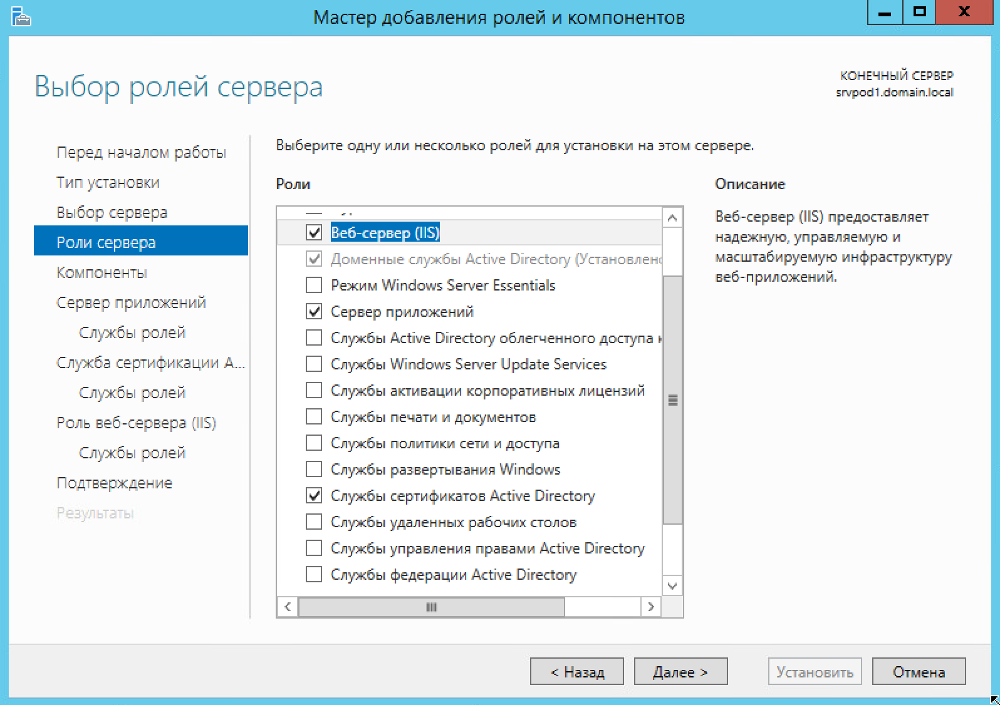 Мастер добавления ролей и компонентов
Выбор ролей сервера
КОНЕЧНЫЙ СЕРВЕР
srvpod1.domain.local
Перед началом работы
Тип установки
Выбор сервера
Роли сервера
Компоненты
Сервер приложений
Службы ролей
Служба сертификации A...
Службы ролей
Роль веб-сервера (IIS)
Службы ролей
Подтверждение
Результаты
Выберите одну или несколько ролей для установки на этом сервере.
Роли
Веб-сервер (IIS)
Доменные службы Active Directory (Установлено
Режим Windows Server Essentials
Сервер приложений
Службы Active Directory облегченного доступа к
Службы Windows Server Update Services
Службы активации корпоративных лицензий
Службы печати и документов
Службы политики сети и доступа
Службы развертывания Windows
Службы сертификатов Active Directory
Службы удаленных рабочих столов
Службы управления правами Active Directory
Службы федерации Active Directory
Описание
Веб-сервер (IIS) предоставляет
надежную, управляемую и
масштабируемую инфраструктуру
веб-приложений.
< Назад
Далее >
Установить
Отмена